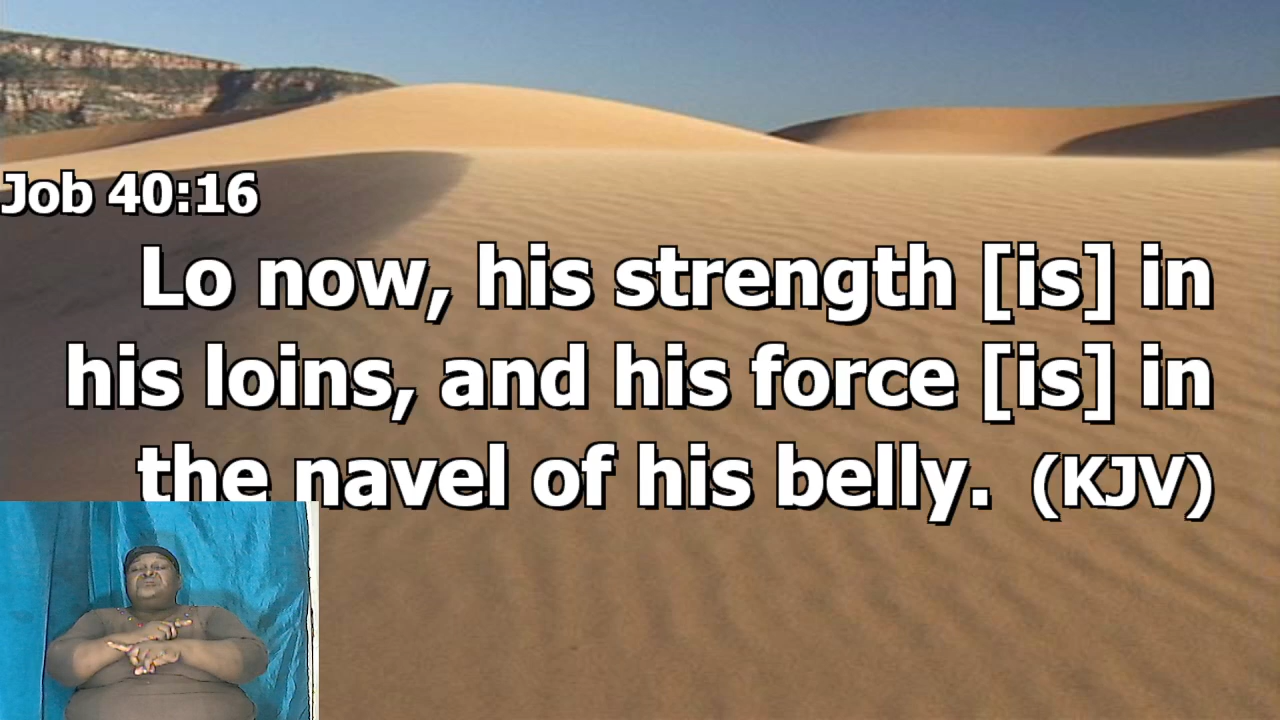 Job 40:16
Lo now, his strength [is] in
his loins, and his force [is] in
the navel of his belly. (KJV)